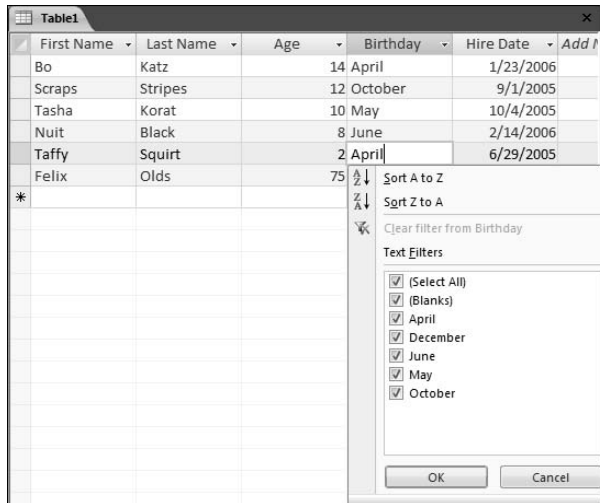 Table1
First Name Last Name Age Birthday Hire Date Add N
Bo Katz 14 April 1/23/2006
Scraps Stripes 12 October 9/1/2005
Tasha Korat 10 May 10/4/2005
Nuit Black 8 June 2/14/2006
Taffy Squirt 2 April 6/29/2005
Felix Olds 75
Sort A to Z
Sort Z to A
Clear filter from Birthday
Text Filters
(Select All)
(Blanks)
April
December
June
May
October
OK Cancel